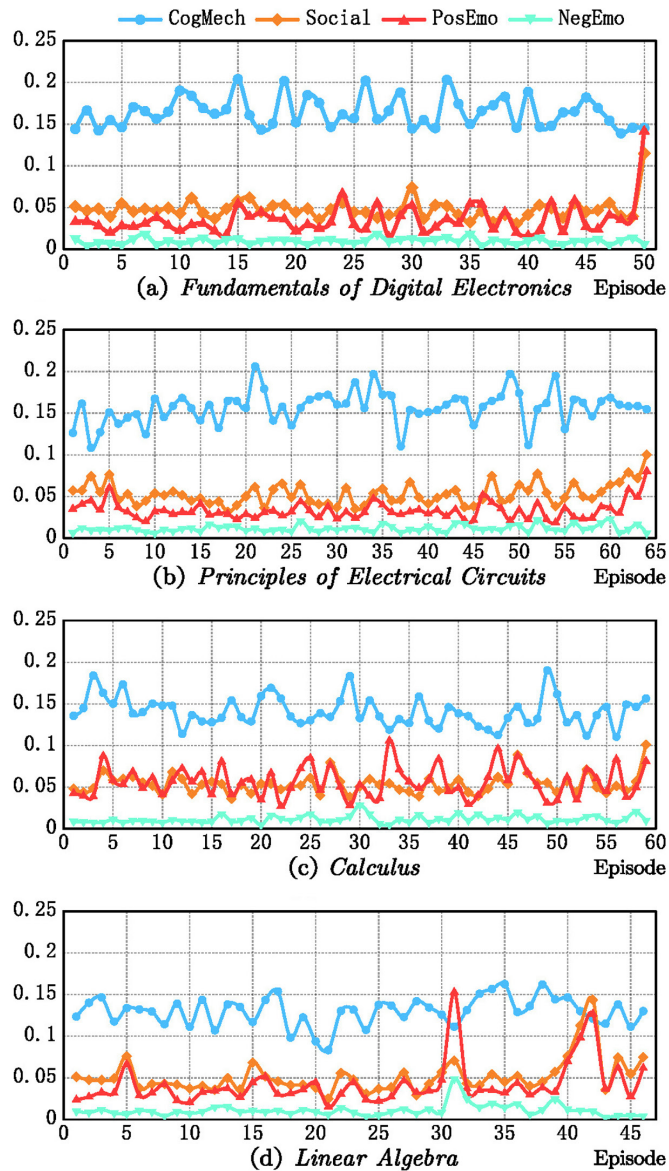 CogMech Social PosEmo NegEmo
0.25
0.2
0.15
0.1
0.05
0
0 5 10 15 20 25 30 35 40 45 50
(a) Fundamentals of Digital Electronics Episode
0.25
0.2
0.15
0.1
0.05
0
0 5 10 15 20 25 30 35 40 45 50 55 60 65
(b) Principles of Electrical Circuits Episode
0.25
0.2
0.15
0.1
0.05
0
0 5 10 15 20 25 30 35 40 45 50 55 60
(c) Calculus Episode
0.25
0.2
0.15
0.1
0.05
0
0 5 10 15 20 25 30 35 40 45
(d) Linear Algebra Episode